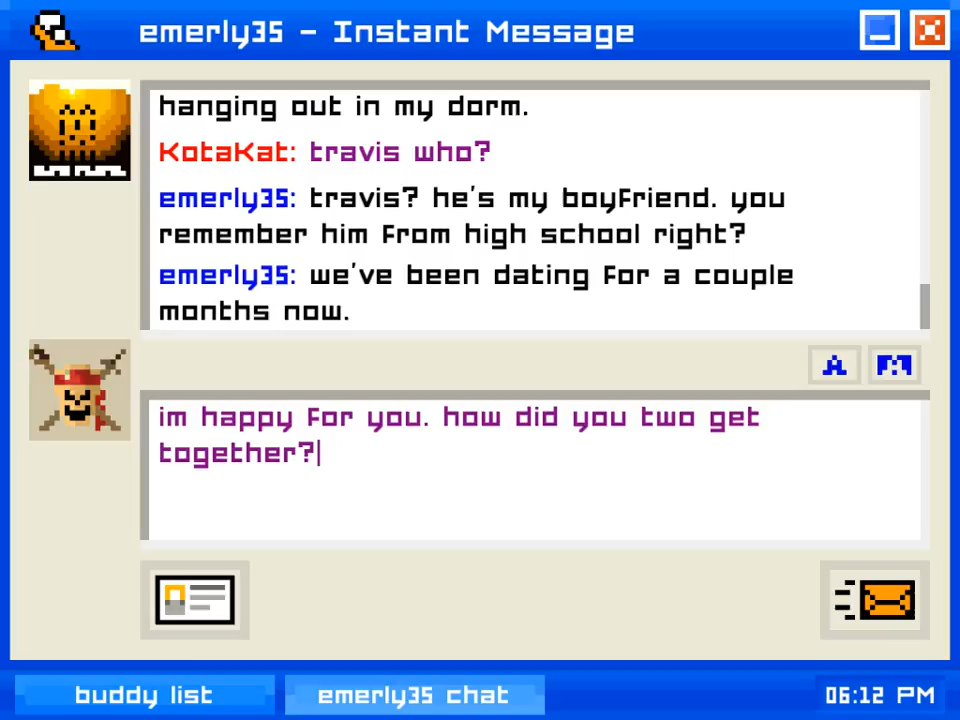 emerly35 - Instant Message
hanging out in my dorm.
KotaKat: travis who?
emerly35: travis? he's my boyfriend. you
remember him from high school right?
emerly35: we've been dating for a couple
months now.
A
im happy for you. how did you two get
together?
buddy list
emerly35 chat
06:12 PM